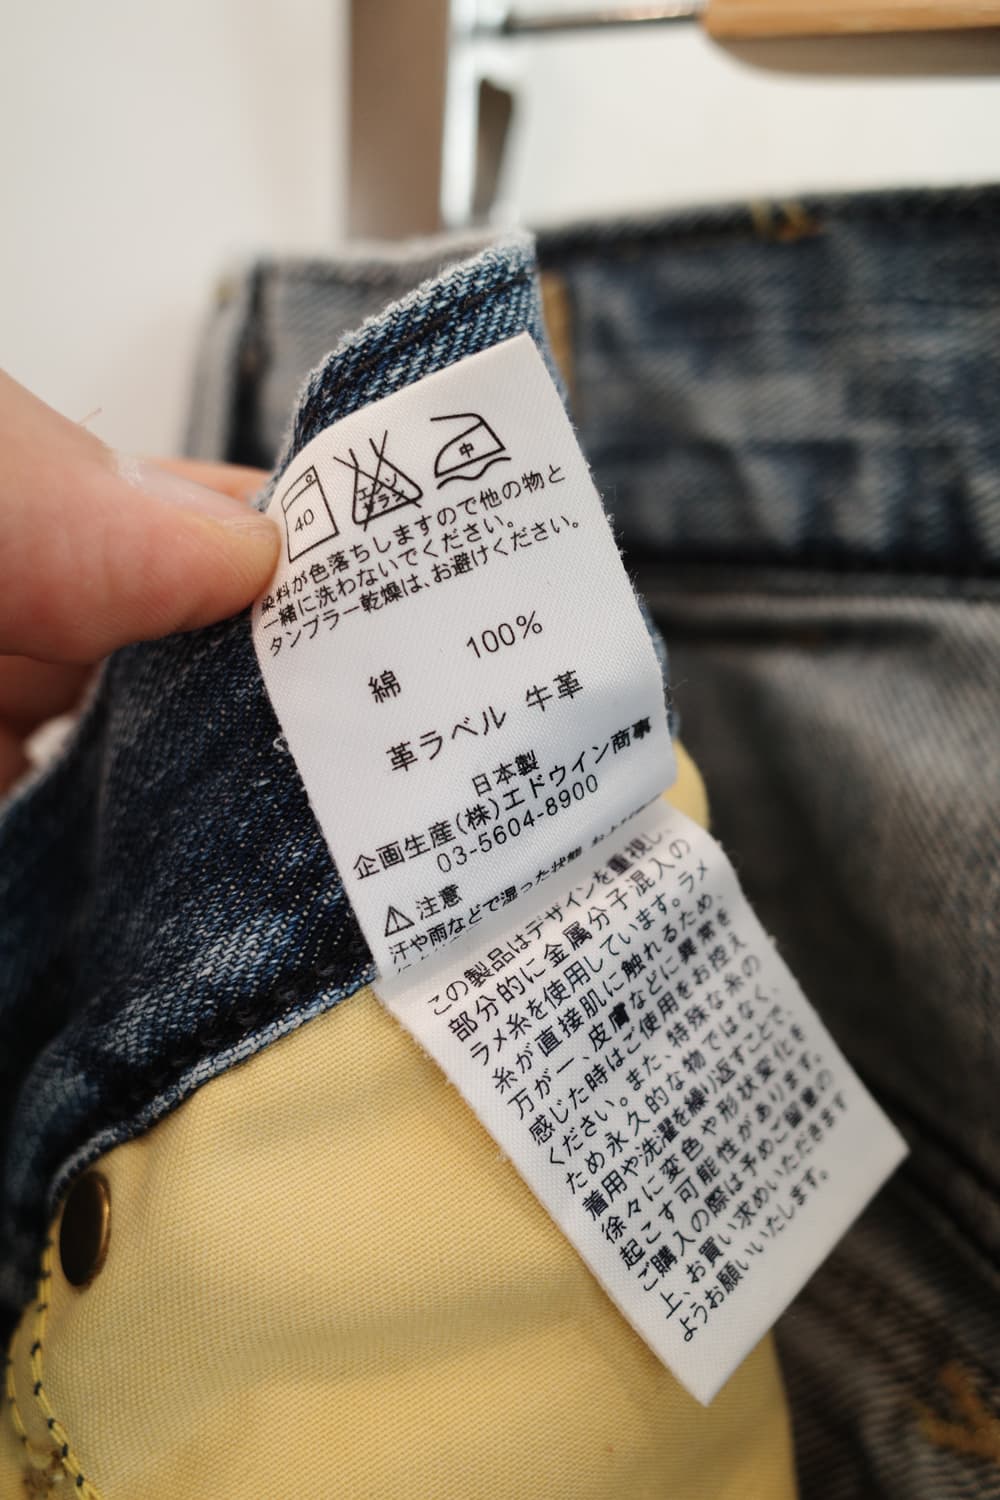 40
エンソ
サラシ
中
染料が色落ちしますので他の物と
一緒に洗わないでください。
タンブラー乾燥は、お避けください。
綿 100%
革ラベル 牛革
日本製
企画生産(株)エドウイン商事
03-5604-8900
注意
汗や雨などで湿った状態
この製品はデザインを重視し、
部分的に金属分子混入の
ラメ糸を使用しています。ラメ
糸が直接肌に触れるため、
万が一、皮膚などに異常を
感じた時はご使用をお控え
ください。また、特殊な糸の
ため永久的な物ではなく、
着用や洗濯を繰り返すことで、
徐々に変色や形状変化を
起こす可能性があります。
ご購入の際は予めご留意の
上、お買い求めいただきます
ようお願いいたします。